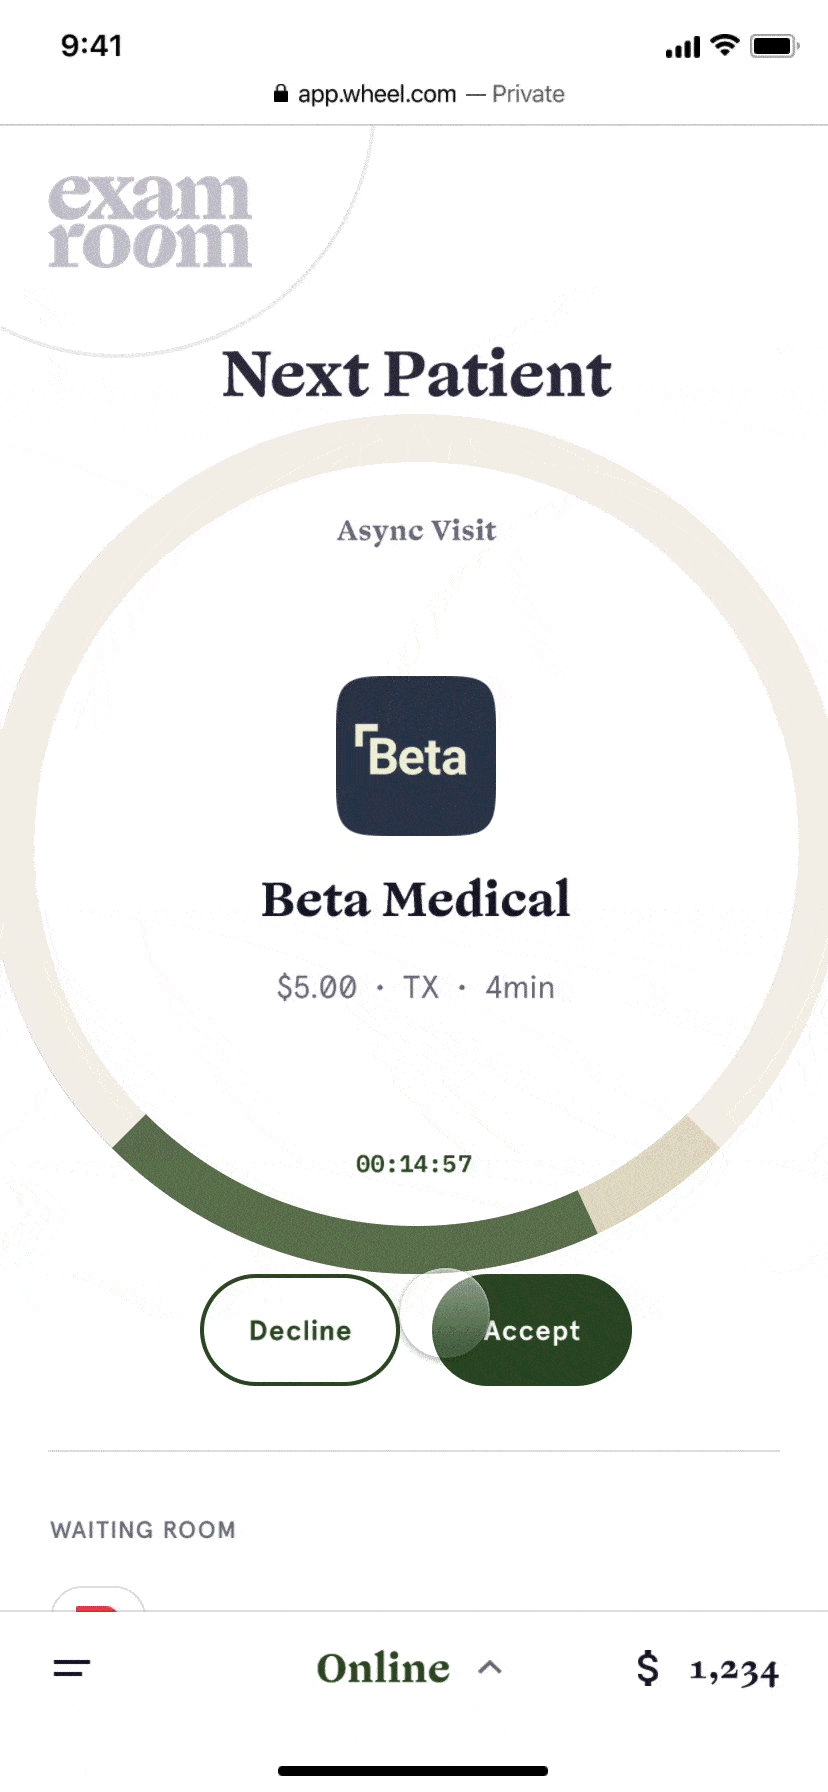 9:41
app.wheel.com — Private
exam
room
Next Patient
Async Visit
Beta
Beta Medical
$5.00 · TX · 4min
00:14:57
Decline
Accept
WAITING ROOM
Online
$ 1,234